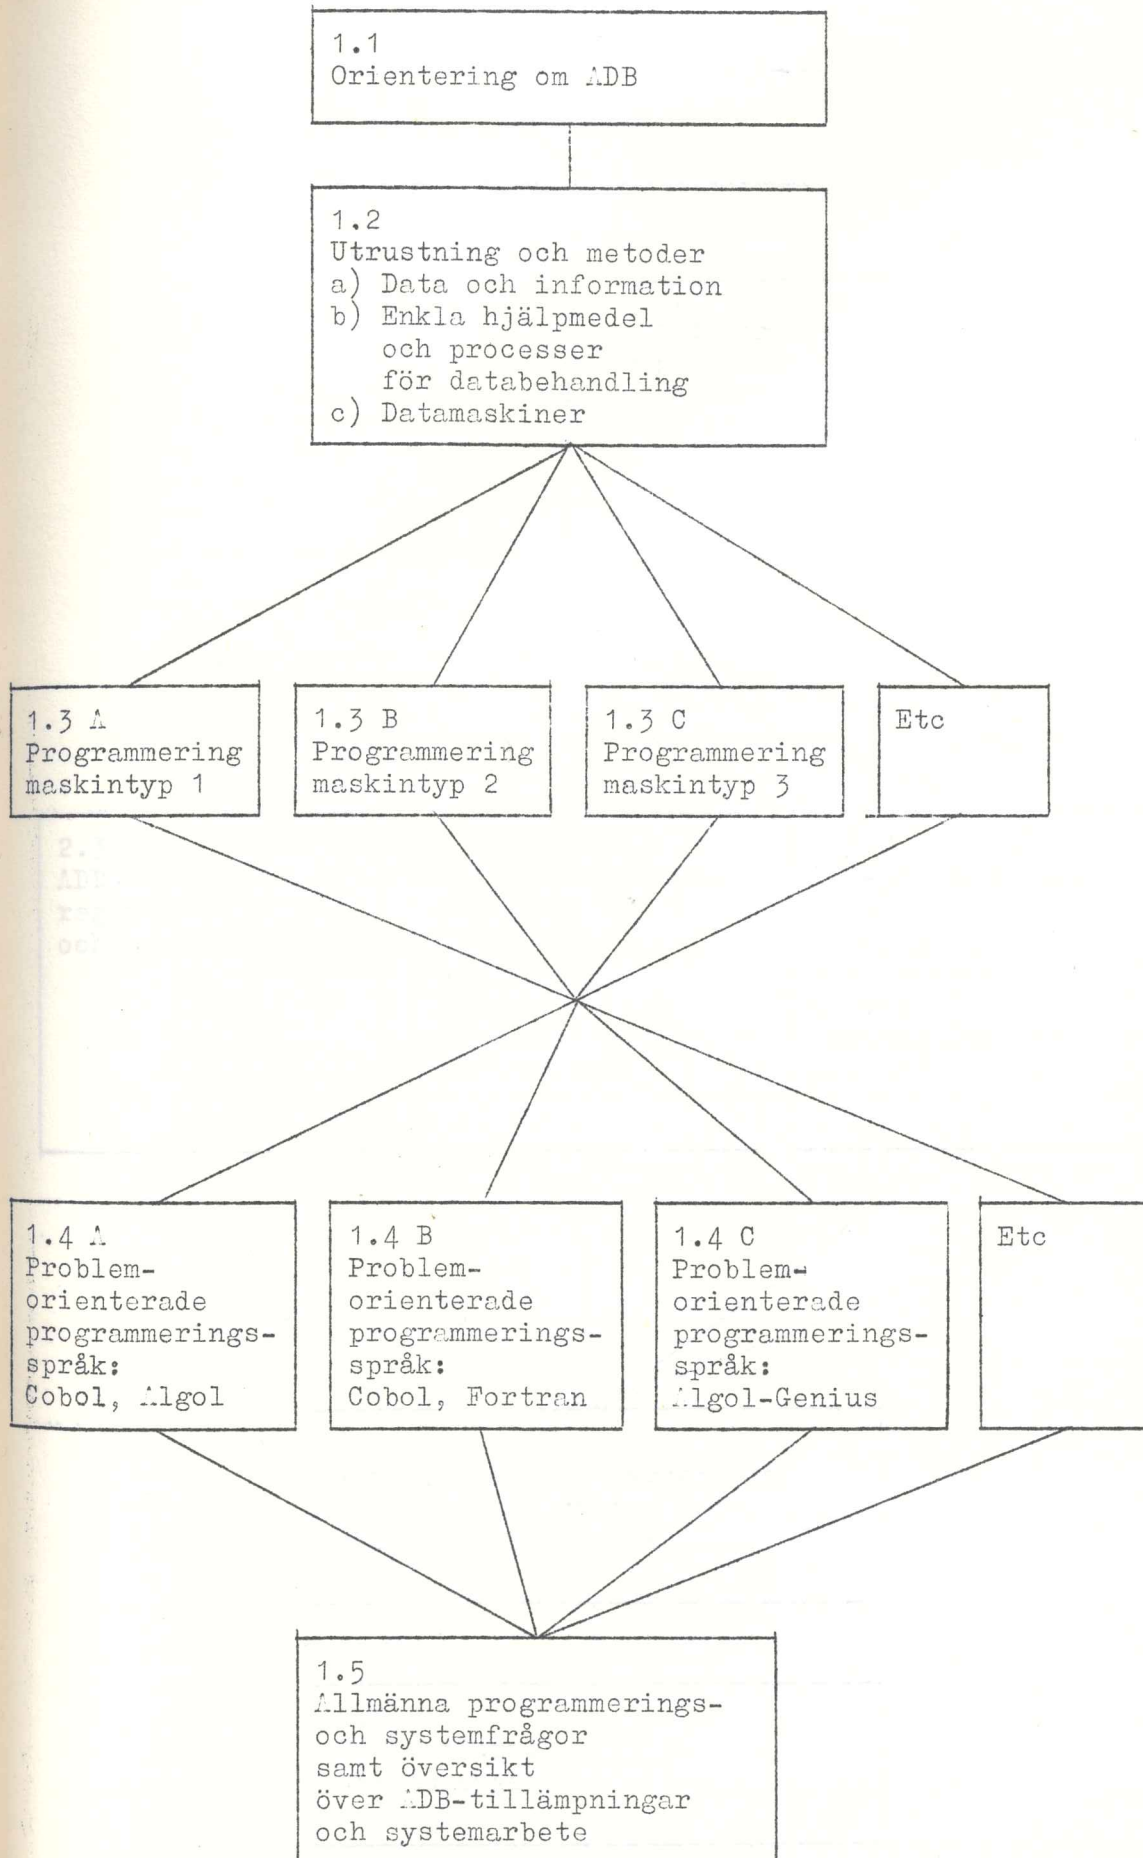 1.1
Orientering om ADB
1.2
Utrustning och metoder
a) Data och information
b) Enkla hjälpmedel
och processer
för databehandling
c) Datamaskiner
1.3 A
Programmering
maskintyp 1
1.3 B
Programmering
maskintyp 2
1.3 C
Programmering
maskintyp 3
Etc
1.4 A
Problem-
orienterade
programmerings-
språk:
Cobol, Algol
1.4 B
Problem-
orienterade
programmerings-
språk:
Cobol, Fortran
1.4 C
Problem-
orienterade
programmerings-
språk:
Algol-Genius
Etc
1.5
Allmänna programmerings-
och systemfrågor
samt översikt
över ADB-tillämpningar
och systemarbete